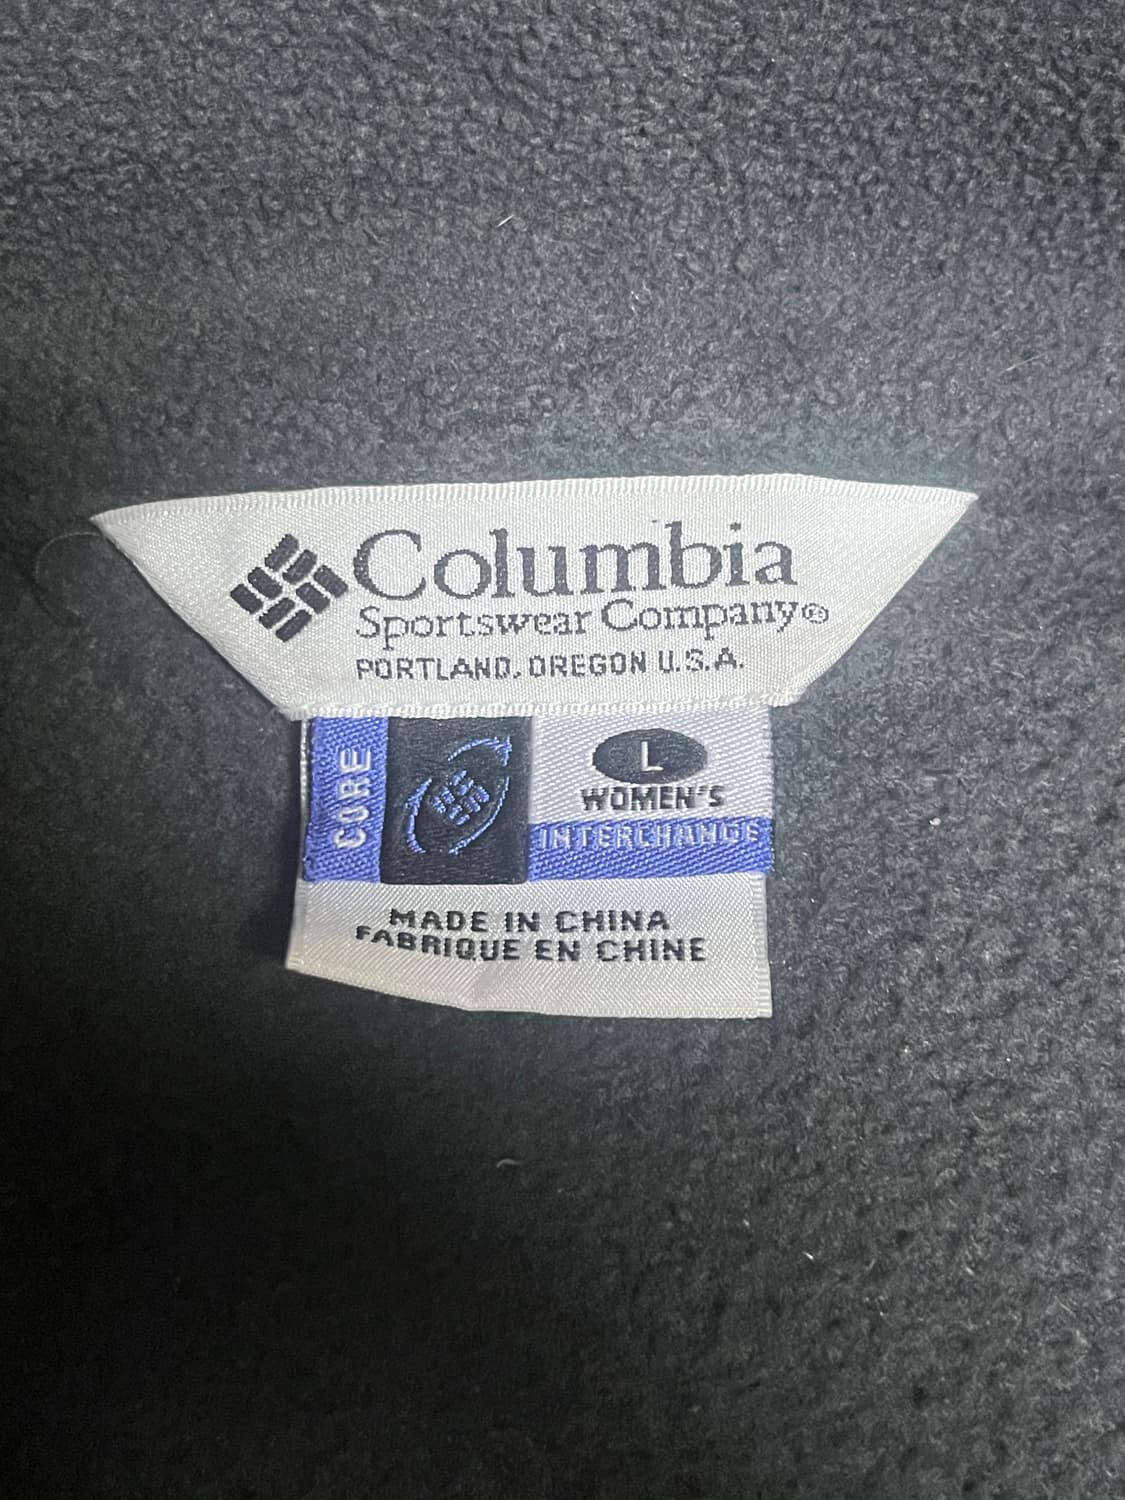 Columbia
Sportswear Company®
PORTLAND, OREGON U.S.A.
CORE
L
WOMEN'S
INTERCHANGE
MADE IN CHINA
FABRIQUE EN CHINE